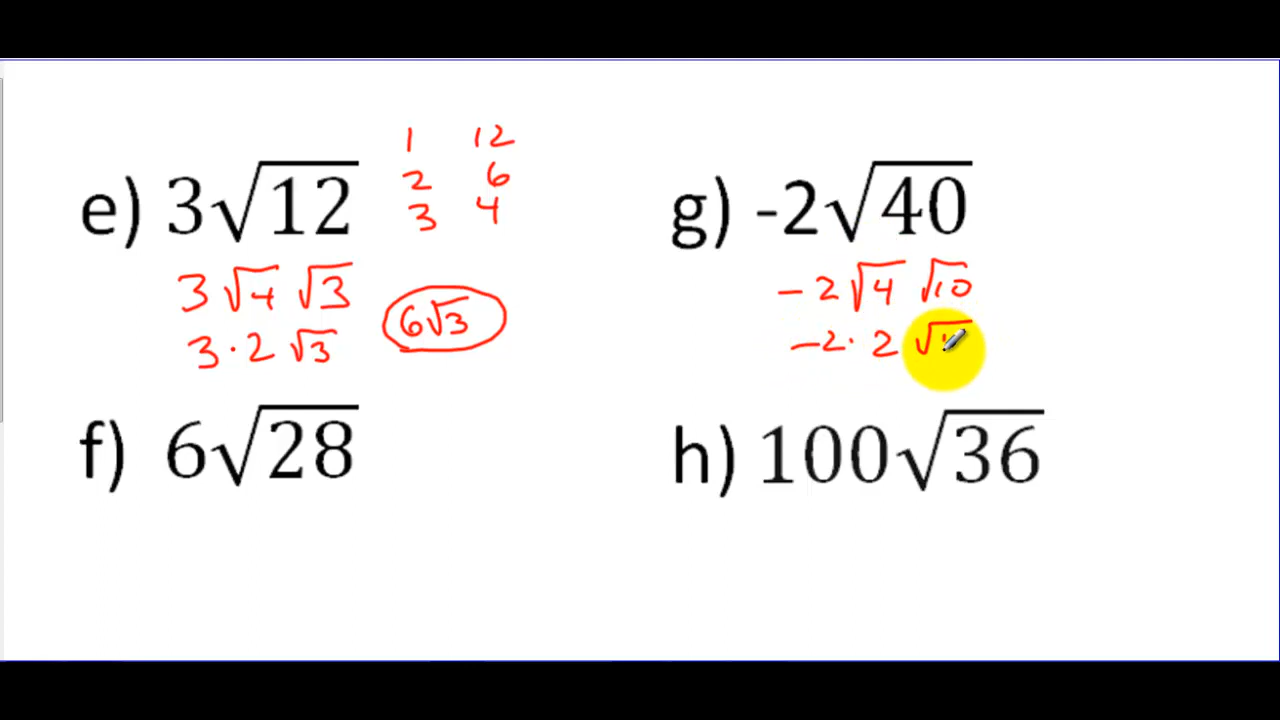 e) 3√12
1 12
2 6
3 4
3 √4 √3
3 · 2 √3
6√3
g) -2√40
-2 √4 √10
-2 · 2 √1
f) 6√28
h) 100√36